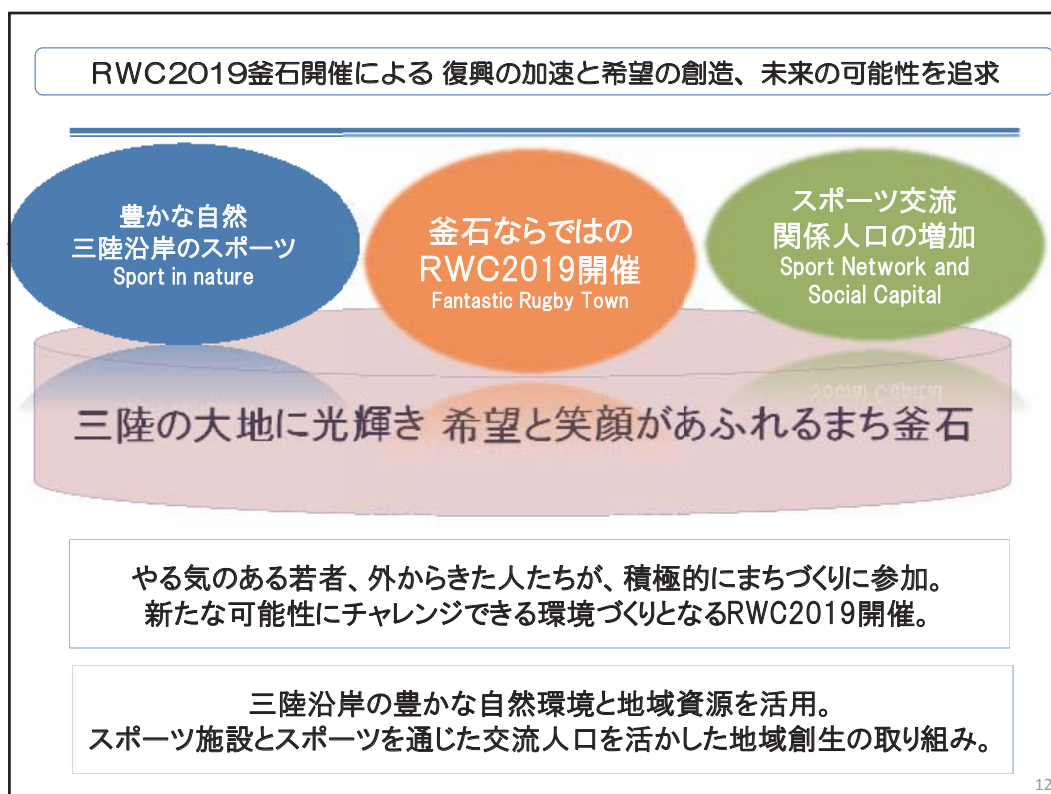 RWC2019釜石開催による 復興の加速と希望の創造、未来の可能性を追求
豊かな自然
三陸沿岸のスポーツ
Sport in nature
釜石ならではの
RWC2019開催
Fantastic Rugby Town
スポーツ交流
関係人口の増加
Sport Network and
Social Capital
三陸の大地に光輝き 希望と笑顔があふれるまち釜石
やる気のある若者、外からきた人たちが、積極的にまちづくりに参加。
新たな可能性にチャレンジできる環境づくりとなるRWC2019開催。
三陸沿岸の豊かな自然環境と地域資源を活用。
スポーツ施設とスポーツを通じた交流人口を活かした地域創生の取り組み。
12